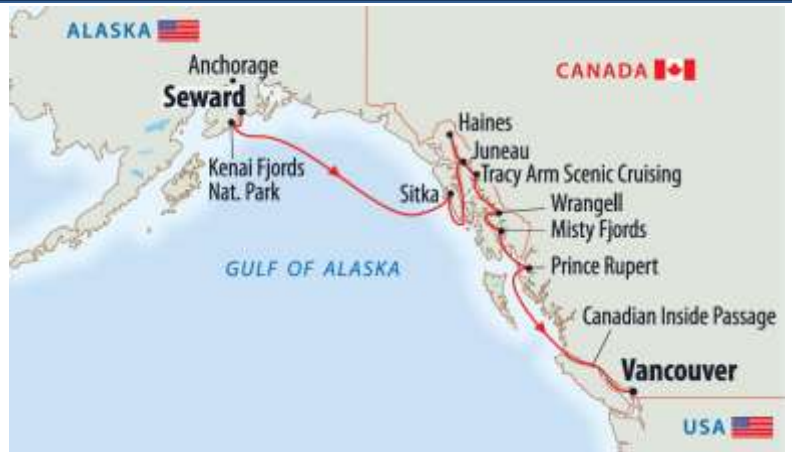 ALASKA
CANADA
Anchorage
Seward
Haines
Juneau
Kenai Fjords
Nat. Park
Tracy Arm Scenic Cruising
Sitka
Wrangell
Misty Fjords
GULF OF ALASKA
Prince Rupert
Canadian Inside Passage
Vancouver
USA